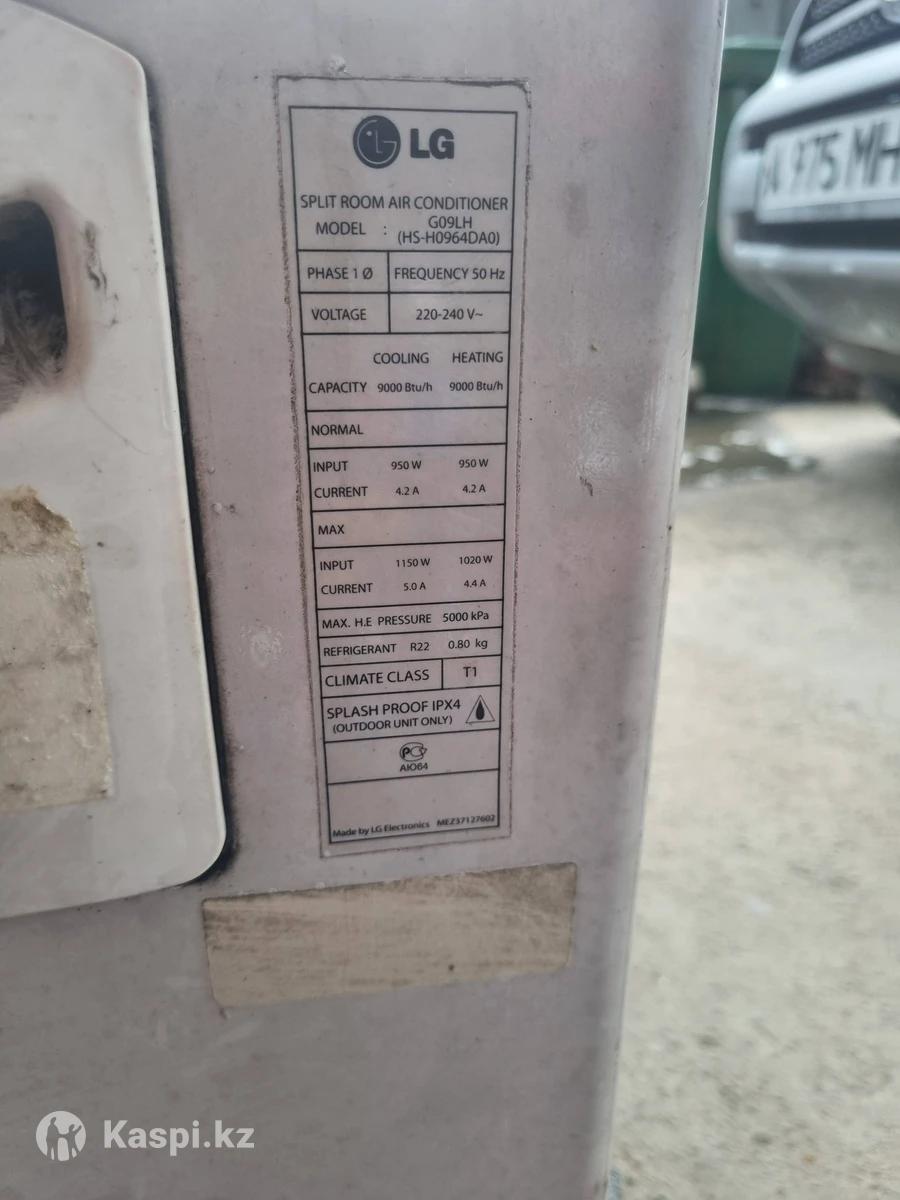 LG
SPLIT ROOM AIR CONDITIONER
MODEL : G09LH
(HS-H0964DA0)
PHASE 1 Ø FREQUENCY 50 Hz
VOLTAGE 220-240 V~
COOLING HEATING
CAPACITY 9000 Btu/h 9000 Btu/h
NORMAL
INPUT 950 W 950 W
CURRENT 4.2 A 4.2 A
MAX
INPUT 1150 W 1020 W
CURRENT 5.0 A 4.4 A
MAX. H.E PRESSURE 5000 kPa
REFRIGERANT R22 0.80 kg
CLIMATE CLASS T1
SPLASH PROOF IPX4
(OUTDOOR UNIT ONLY)
АЮ64
Made by LG Electronics MEZ37127602
975 MH
Kaspi.kz